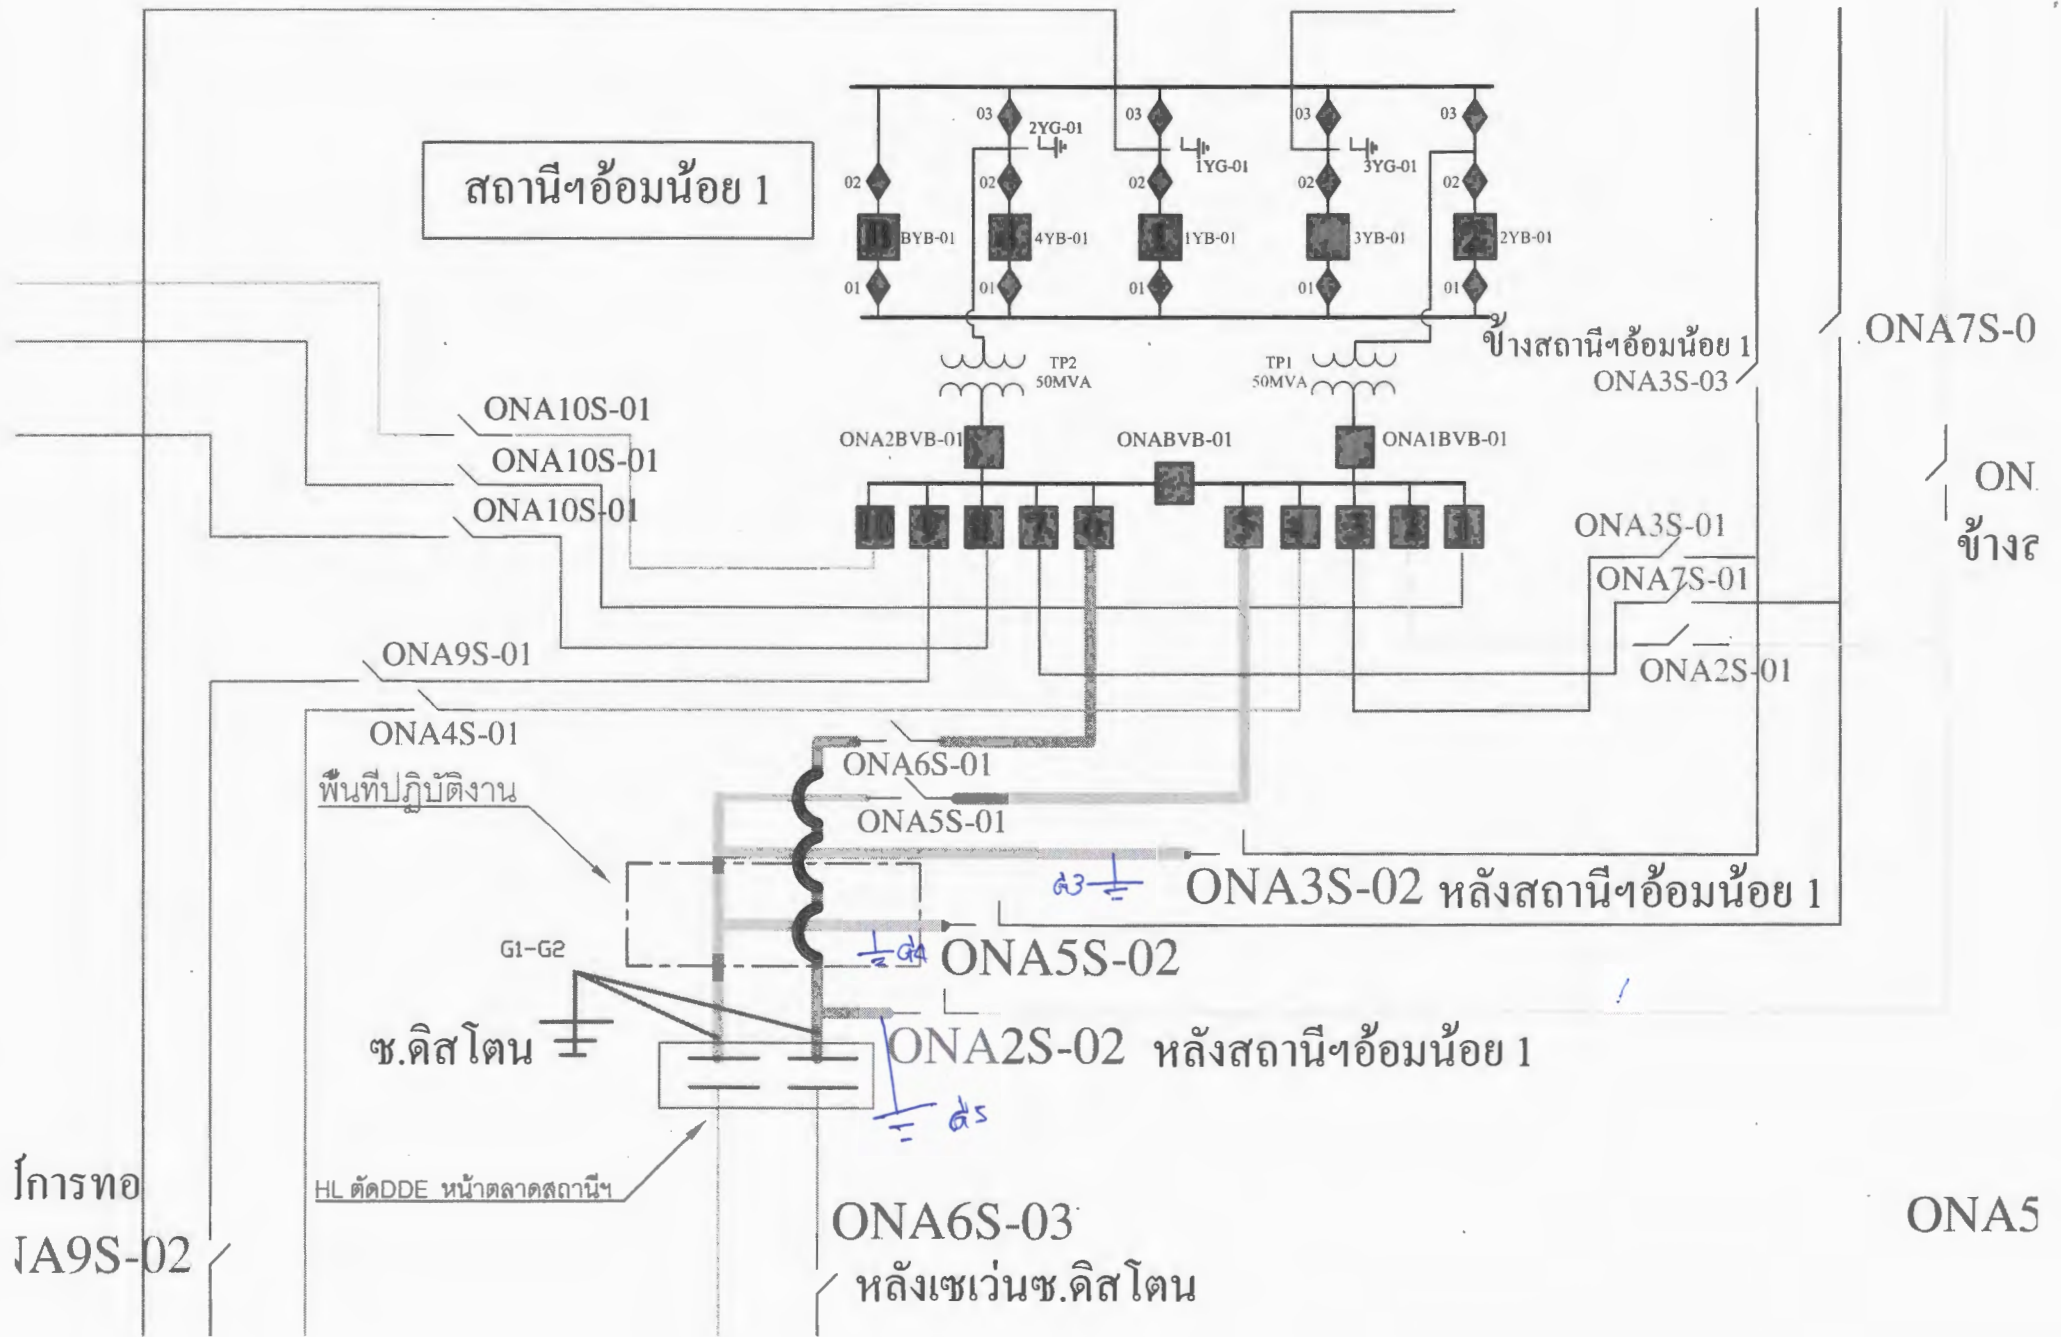 สถานีฯอ้อมน้อย 1
03
03
03
03
2YG-01
1YG-01
3YG-01
02
02
02
02
02
BYB-01
4YB-01
1YB-01
3YB-01
2YB-01
01
01
01
01
01
ข้างสถานีฯอ้อมน้อย 1
ONA3S-03
ONA7S-0
TP2
50MVA
TP1
50MVA
ONA10S-01
ONA10S-01
ONA10S-01
ONA2BVB-01
ONABVB-01
ONA1BVB-01
ON
ONA3S-01
ONA7S-01
ONA2S-01
ONA9S-01
ONA4S-01
ONA6S-01
ONA5S-01
พื้นที่ปฏิบัติงาน
G3
ONA3S-02 หลังสถานีฯอ้อมน้อย 1
G1-G2
G4
ONA5S-02
ซ.ดิสโตน
ONA2S-02 หลังสถานีฯอ้อมน้อย 1
G5
HL ตัดDDE หน้าตลาดสถานีฯ
การทอ
NA9S-02
ONA6S-03
หลังเซเว่นซ.ดิสโตน
ONA5